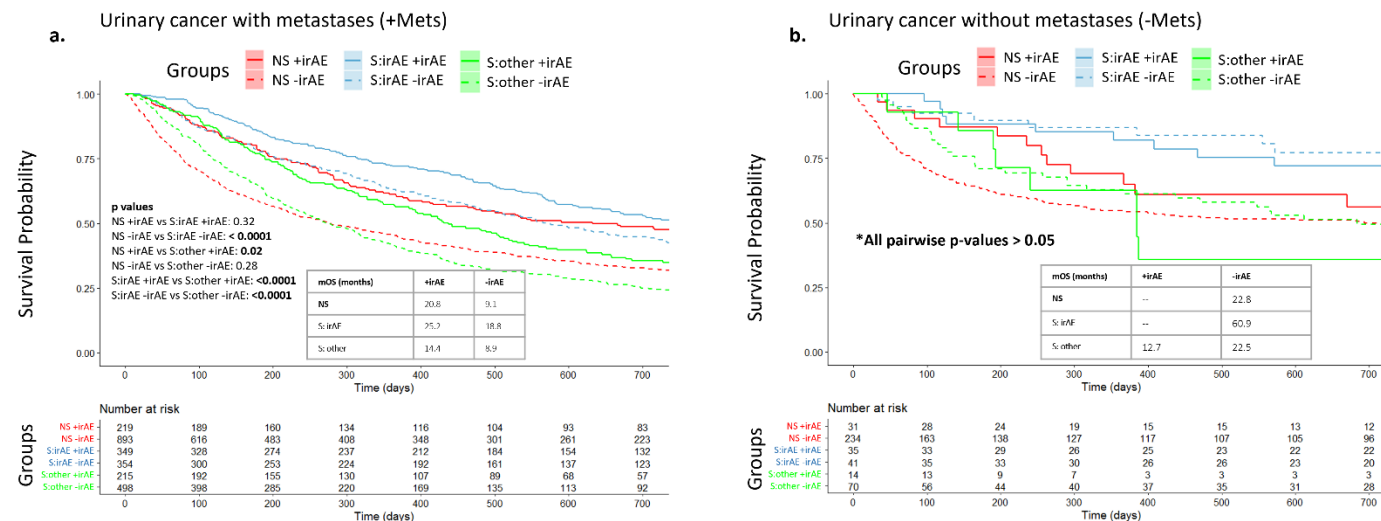 Urinary cancer with metastases (+Mets)
a.
Groups
NS +irAE
S:irAE +irAE
S:other +irAE
NS -irAE
S:irAE -irAE
S:other -irAE
Survival Probability
1.00
0.75
0.50
0.25
0.00
p values
NS +irAE vs S:irAE +irAE: 0.32
NS -irAE vs S:irAE -irAE: < 0.0001
NS +irAE vs S:other +irAE: 0.02
NS -irAE vs S:other -irAE: 0.28
S:irAE +irAE vs S:other +irAE: <0.0001
S:irAE -irAE vs S:other -irAE: <0.0001
mOS (months) +irAE -irAE
NS 20.8 9.1
S: irAE 25.2 18.8
S: other 14.4 8.9
0 100 200 300 400 500 600 700
Time (days)
Number at risk
Groups
NS +irAE 219 189 160 134 116 104 93 83
NS -irAE 893 616 483 408 348 301 261 223
S:irAE +irAE 349 328 274 237 212 184 154 132
S:irAE -irAE 354 300 253 224 192 161 137 123
S:other +irAE 215 192 155 130 107 89 68 57
S:other -irAE 498 398 285 220 169 135 113 92
0 100 200 300 400 500 600 700
Time (days)
Urinary cancer without metastases (-Mets)
b.
Groups
NS +irAE
S:irAE +irAE
S:other +irAE
NS -irAE
S:irAE -irAE
S:other -irAE
Survival Probability
1.00
0.75
0.50
0.25
0.00
*All pairwise p-values > 0.05
mOS (months) +irAE -irAE
NS -- 22.8
S: irAE -- 60.9
S: other 12.7 22.5
0 100 200 300 400 500 600 700
Time (days)
Number at risk
Groups
NS +irAE 31 28 24 19 15 15 13 12
NS -irAE 234 163 138 127 117 107 105 96
S:irAE +irAE 35 33 29 26 25 23 22 22
S:irAE -irAE 41 35 33 30 26 26 23 20
S:other +irAE 14 13 9 7 3 3 3 3
S:other -irAE 70 56 44 40 37 35 31 28
0 100 200 300 400 500 600 700
Time (days)